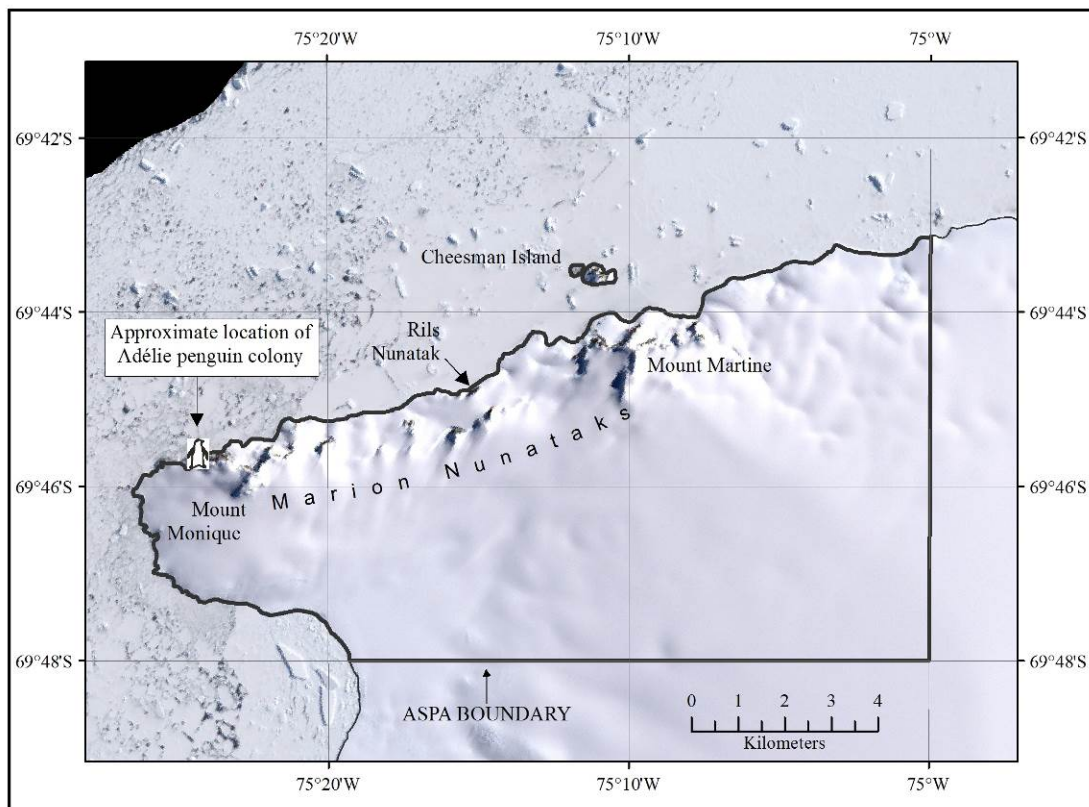 75°20'W 75°10'W 75°W
69°42'S 69°42'S
Cheesman Island
69°44'S 69°44'S
Approximate location of
Adélie penguin colony
Rils
Nunatak
Mount Martine
Marion Nunataks
69°46'S 69°46'S
Mount
Monique
69°48'S 69°48'S
ASPA BOUNDARY
0 1 2 3 4
Kilometers
75°20'W 75°10'W 75°W